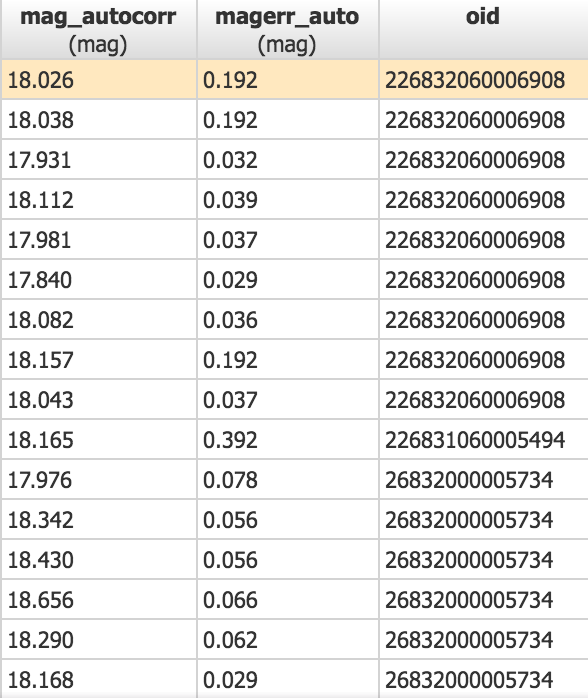 mag_autocorr magerr_auto oid
(mag) (mag)
18.026 0.192 226832060006908
18.038 0.192 226832060006908
17.931 0.032 226832060006908
18.112 0.039 226832060006908
17.981 0.037 226832060006908
17.840 0.029 226832060006908
18.082 0.036 226832060006908
18.157 0.192 226832060006908
18.043 0.037 226832060006908
18.165 0.392 226831060005494
17.976 0.078 26832000005734
18.342 0.056 26832000005734
18.430 0.056 26832000005734
18.656 0.066 26832000005734
18.290 0.062 26832000005734
18.168 0.029 26832000005734